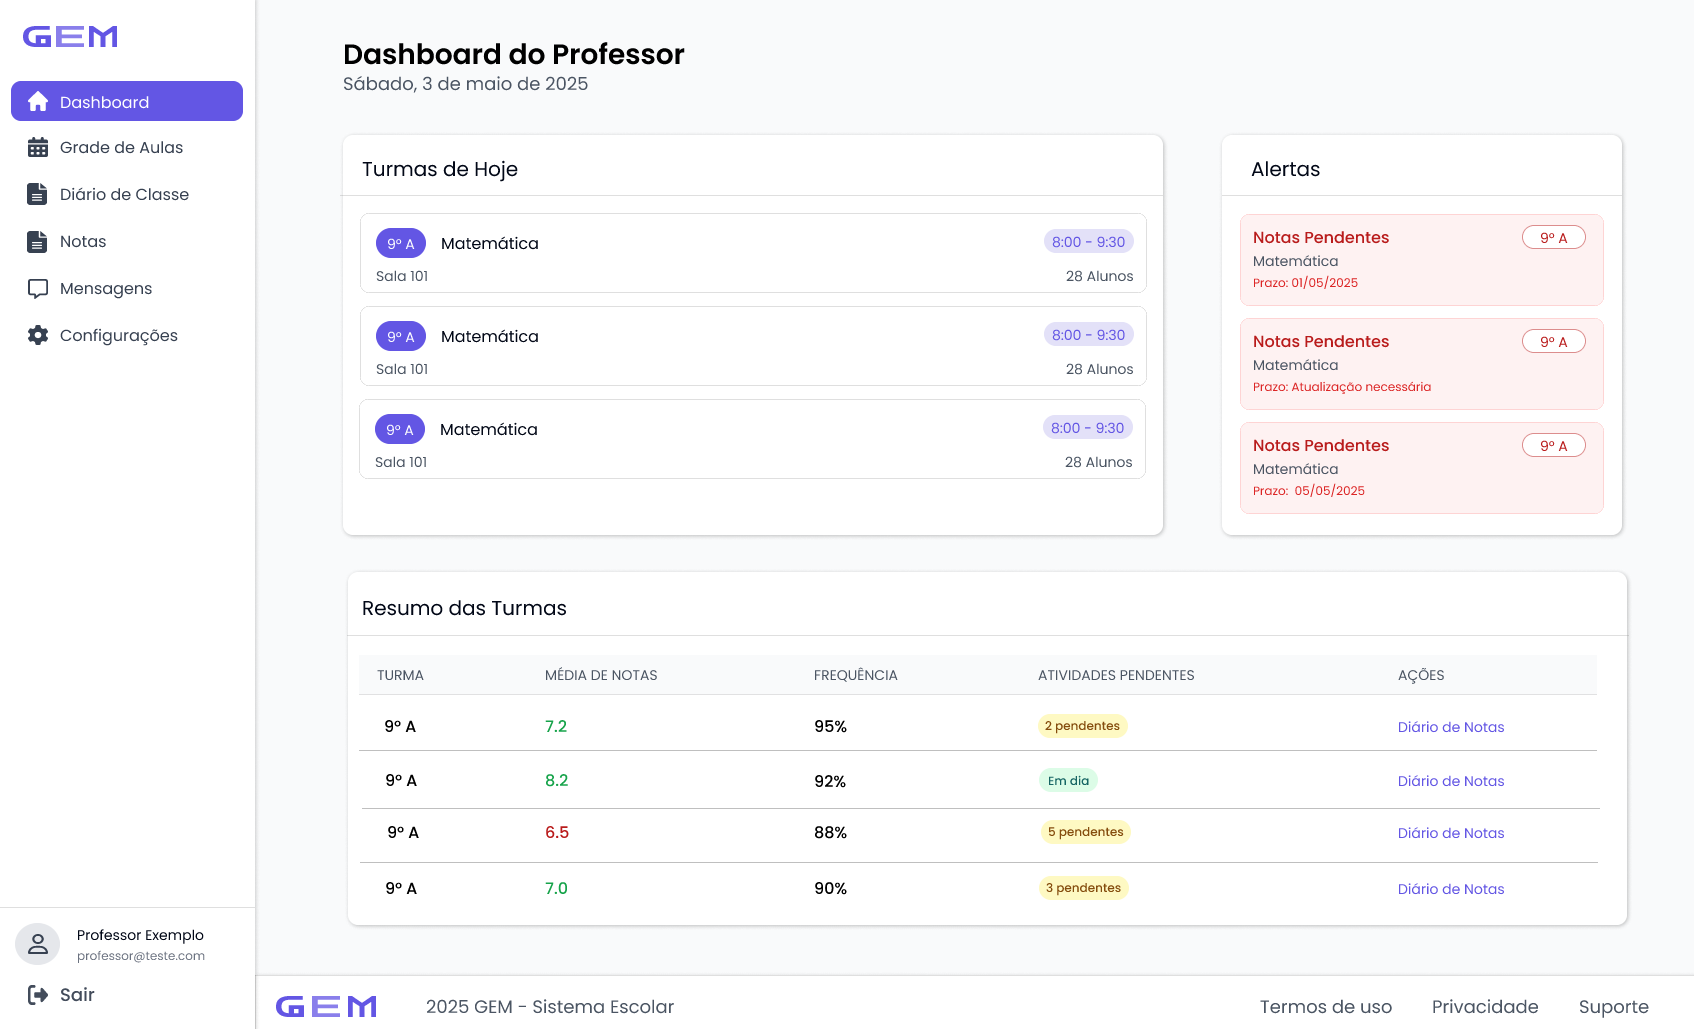 GEM
Dashboard
Grade de Aulas
Diário de Classe
Notas
Mensagens
Configurações
Professor Exemplo
professor@teste.com
Sair
Dashboard do Professor
Sábado, 3 de maio de 2025
Turmas de Hoje
9º A Matemática 8:00 - 9:30
Sala 101 28 Alunos
9º A Matemática 8:00 - 9:30
Sala 101 28 Alunos
9º A Matemática 8:00 - 9:30
Sala 101 28 Alunos
Alertas
Notas Pendentes 9º A
Matemática
Prazo: 01/05/2025
Notas Pendentes 9º A
Matemática
Prazo: Atualização necessária
Notas Pendentes 9º A
Matemática
Prazo: 05/05/2025
Resumo das Turmas
TURMA MÉDIA DE NOTAS FREQUÊNCIA ATIVIDADES PENDENTES AÇÕES
9º A 7.2 95% 2 pendentes Diário de Notas
9º A 8.2 92% Em dia Diário de Notas
9º A 6.5 88% 5 pendentes Diário de Notas
9º A 7.0 90% 3 pendentes Diário de Notas
GEM 2025 GEM - Sistema Escolar Termos de uso Privacidade Suporte